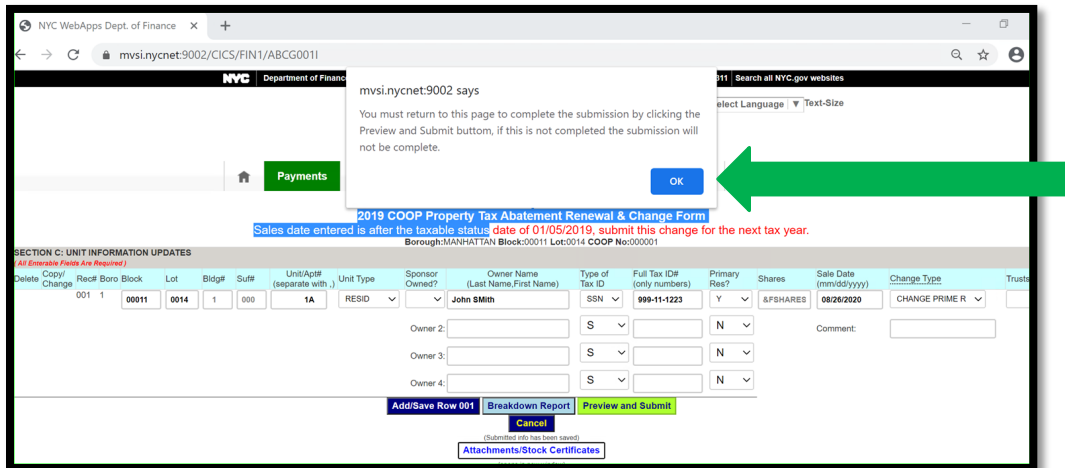 NYC WebApps Dept. of Finance × +
mvsi.nycnet:9002/CICS/FIN1/ABCG001I
NYC Department of Financ 311 Search all NYC.gov websites
mvsi.nycnet:9002 says
You must return to this page to complete the submission by clicking the
Preview and Submit buttom, if this is not completed the submission will
not be complete.
OK
elect Language ▼ Text-Size
Payments
2019 COOP Property Tax Abatement Renewal & Change Form
Sales date entered is after the taxable status date of 01/05/2019, submit this change for the next tax year.
Borough:MANHATTAN Block:00011 Lot:0014 COOP No:000001
SECTION C: UNIT INFORMATION UPDATES
( All Enterable Fields Are Required )
Delete Copy/ Change Rec# Boro Block Lot Bldg# Suf# Unit/Apt# (separate with ,) Unit Type Sponsor Owned? Owner Name (Last Name,First Name) Type of Tax ID Full Tax ID# (only numbers) Primary Res? Shares Sale Date (mm/dd/yyyy) Change Type Trusts
001 1 00011 0014 1 000 1A RESID John SMith SSN 999-11-1223 Y &FSHARES 08/26/2020 CHANGE PRIME R
Owner 2: S N Comment:
Owner 3: S N
Owner 4: S N
Add/Save Row 001 Breakdown Report Preview and Submit
Cancel
(Submitted info has been saved)
Attachments/Stock Certificates